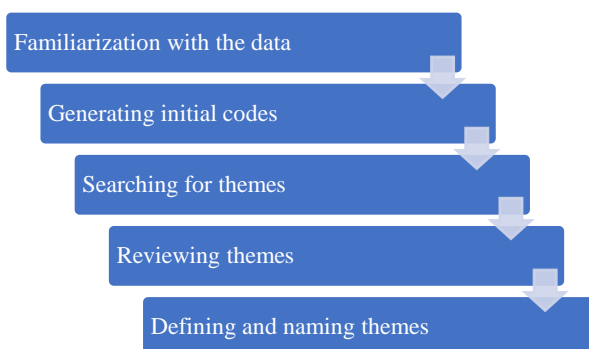 Familiarization with the data
Generating initial codes
Searching for themes
Reviewing themes
Defining and naming themes